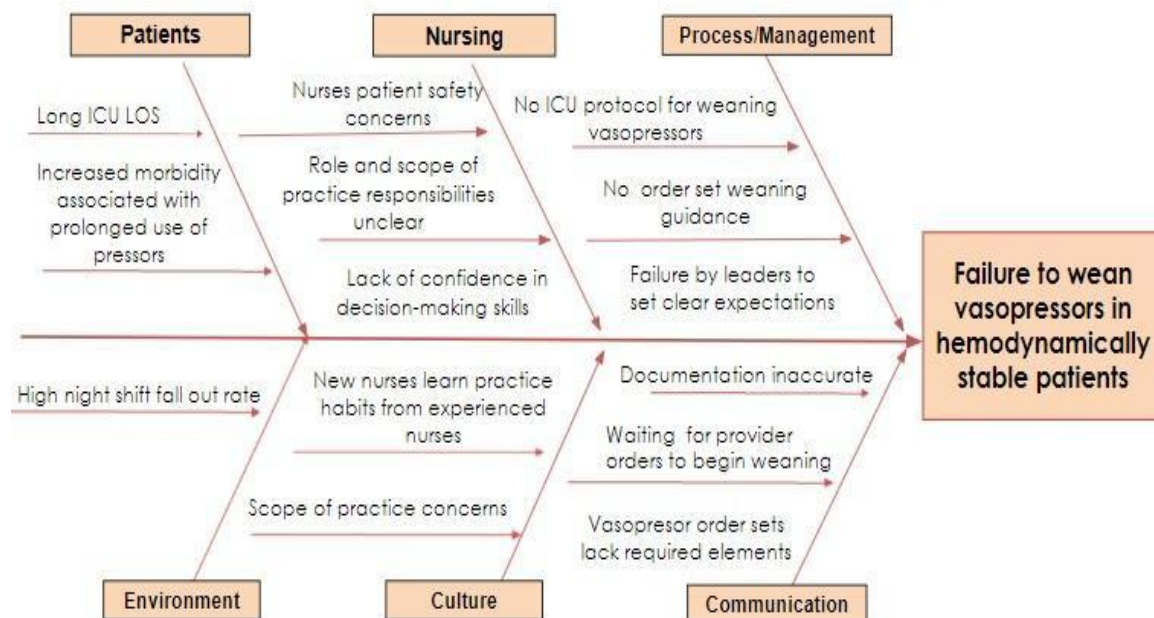 Patients
Nursing
Process/Management
Long ICU LOS
Increased morbidity
associated with
prolonged use of
pressors
Nurses patient safety
concerns
Role and scope of
practice responsibilities
unclear
Lack of confidence in
decision-making skills
No ICU protocol for weaning
vasopressors
No order set weaning
guidance
Failure by leaders to
set clear expectations
Failure to wean
vasopressors in
hemodynamically
stable patients
High night shift fall out rate
New nurses learn practice
habits from experienced
nurses
Scope of practice concerns
Documentation inaccurate
Waiting for provider
orders to begin weaning
Vasopresor order sets
lack required elements
Environment
Culture
Communication